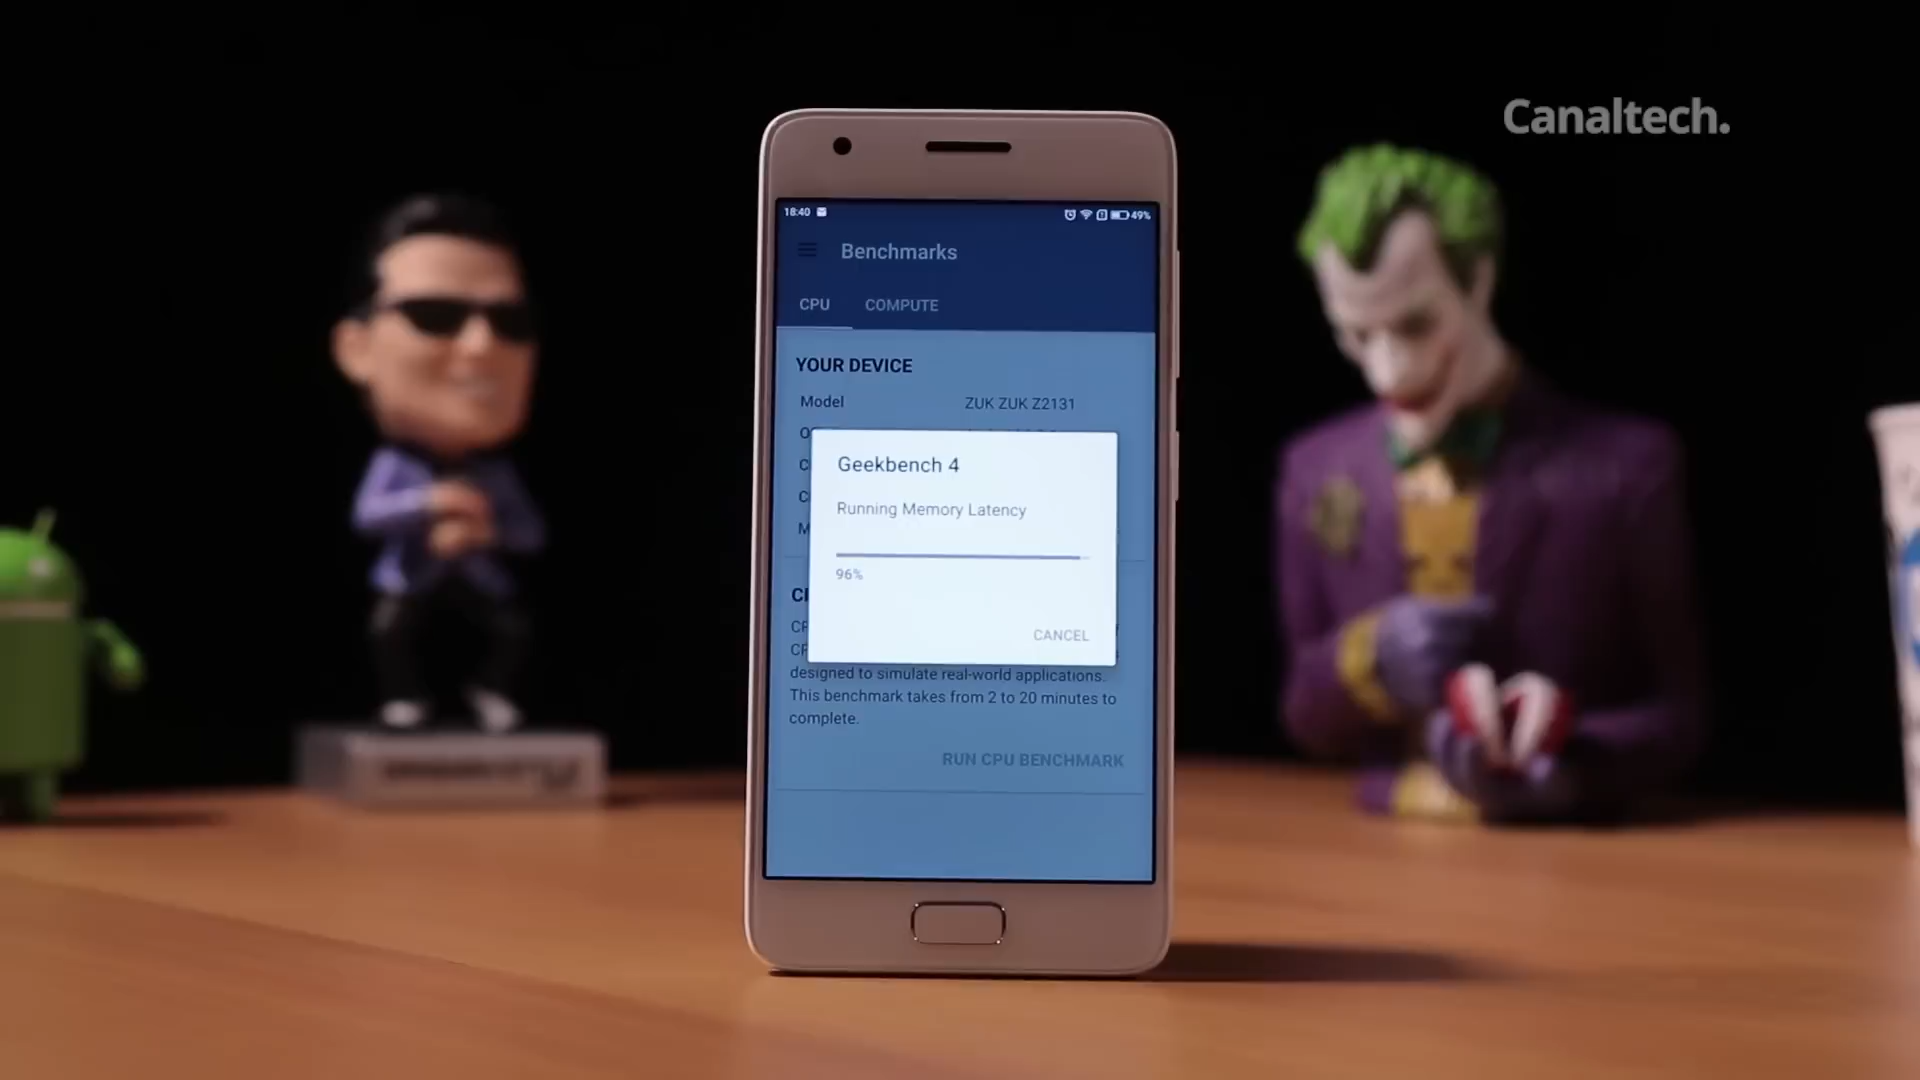 Canaltech.
18:40
49%
Benchmarks
CPU COMPUTE
YOUR DEVICE
Model ZUK ZUK Z2131
Geekbench 4
Running Memory Latency
96%
CANCEL
designed to simulate real-world applications.
This benchmark takes from 2 to 20 minutes to
complete.
RUN CPU BENCHMARK